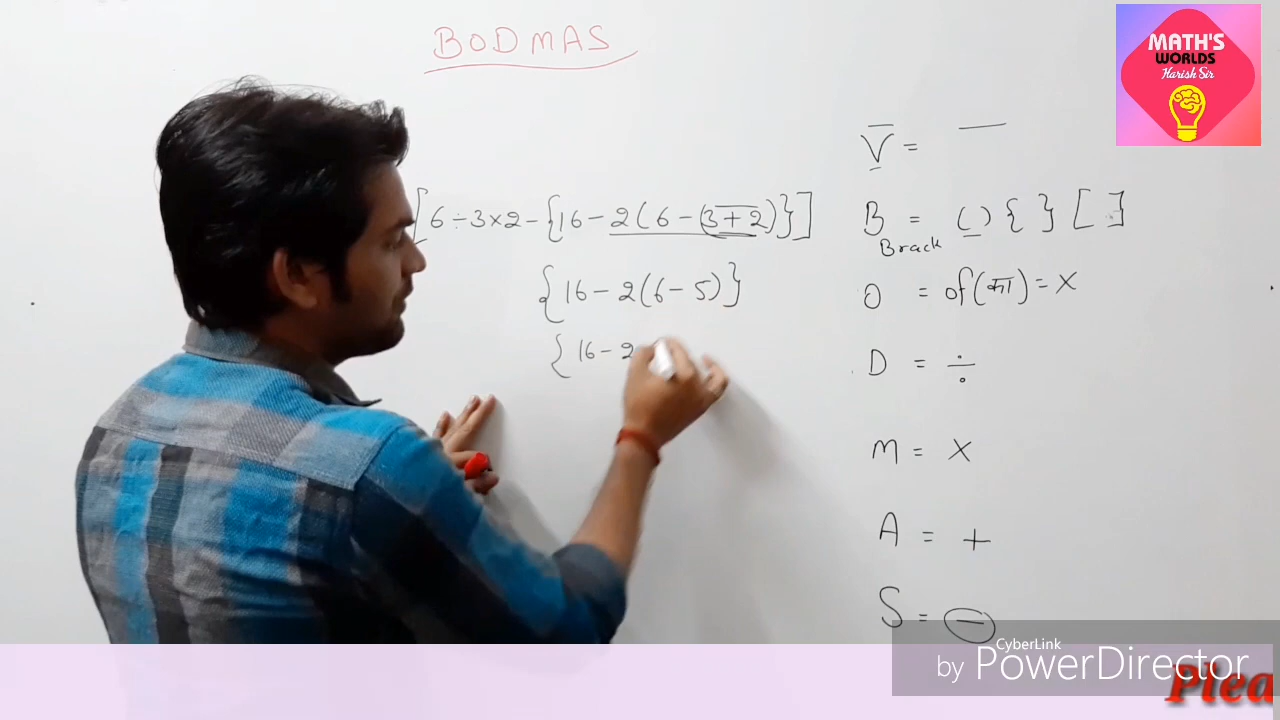 BODMAS
MATH'S
WORLDS
Harish Sir
V̅ = —
[6÷3×2-{16-2(6-(3+2)}]
B = () { } [ ]
Brack
{16-2(6-5)}
O = of(का)=×
{16-2
D = ÷
M = ×
A = +
S = -
CyberLink
by PowerDirector
Plea